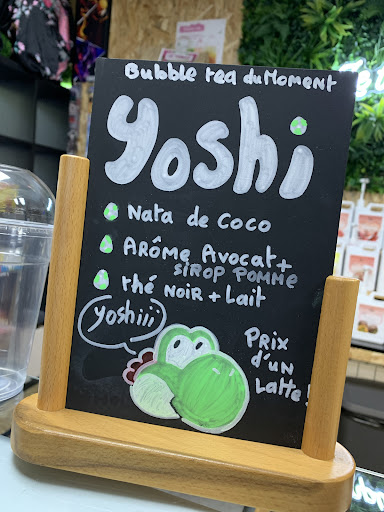 Bubble tea du Moment
yoshi
Nata de coco
Arôme Avocat +
sirop pomme
thé noir + Lait
yoshiii
Prix
d'un
Latte!